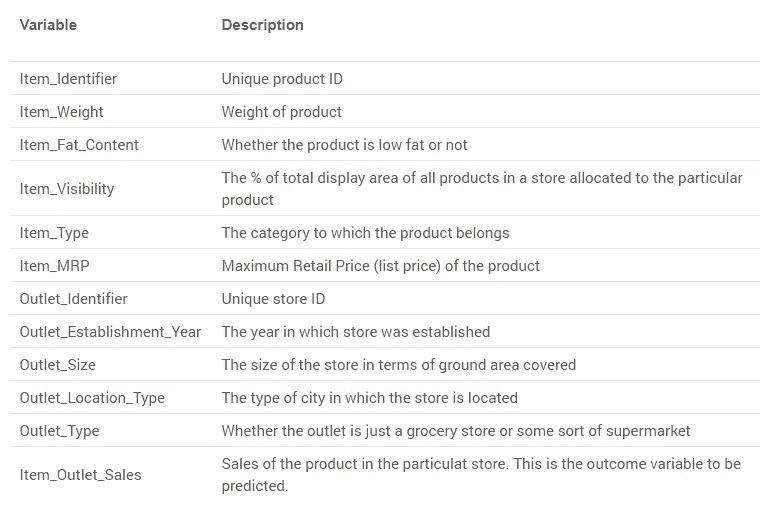 Variable Description
Item_Identifier Unique product ID
Item_Weight Weight of product
Item_Fat_Content Whether the product is low fat or not
Item_Visibility The % of total display area of all products in a store allocated to the particular
product
Item_Type The category to which the product belongs
Item_MRP Maximum Retail Price (list price) of the product
Outlet_Identifier Unique store ID
Outlet_Establishment_Year The year in which store was established
Outlet_Size The size of the store in terms of ground area covered
Outlet_Location_Type The type of city in which the store is located
Outlet_Type Whether the outlet is just a grocery store or some sort of supermarket
Item_Outlet_Sales Sales of the product in the particulat store. This is the outcome variable to be
predicted.